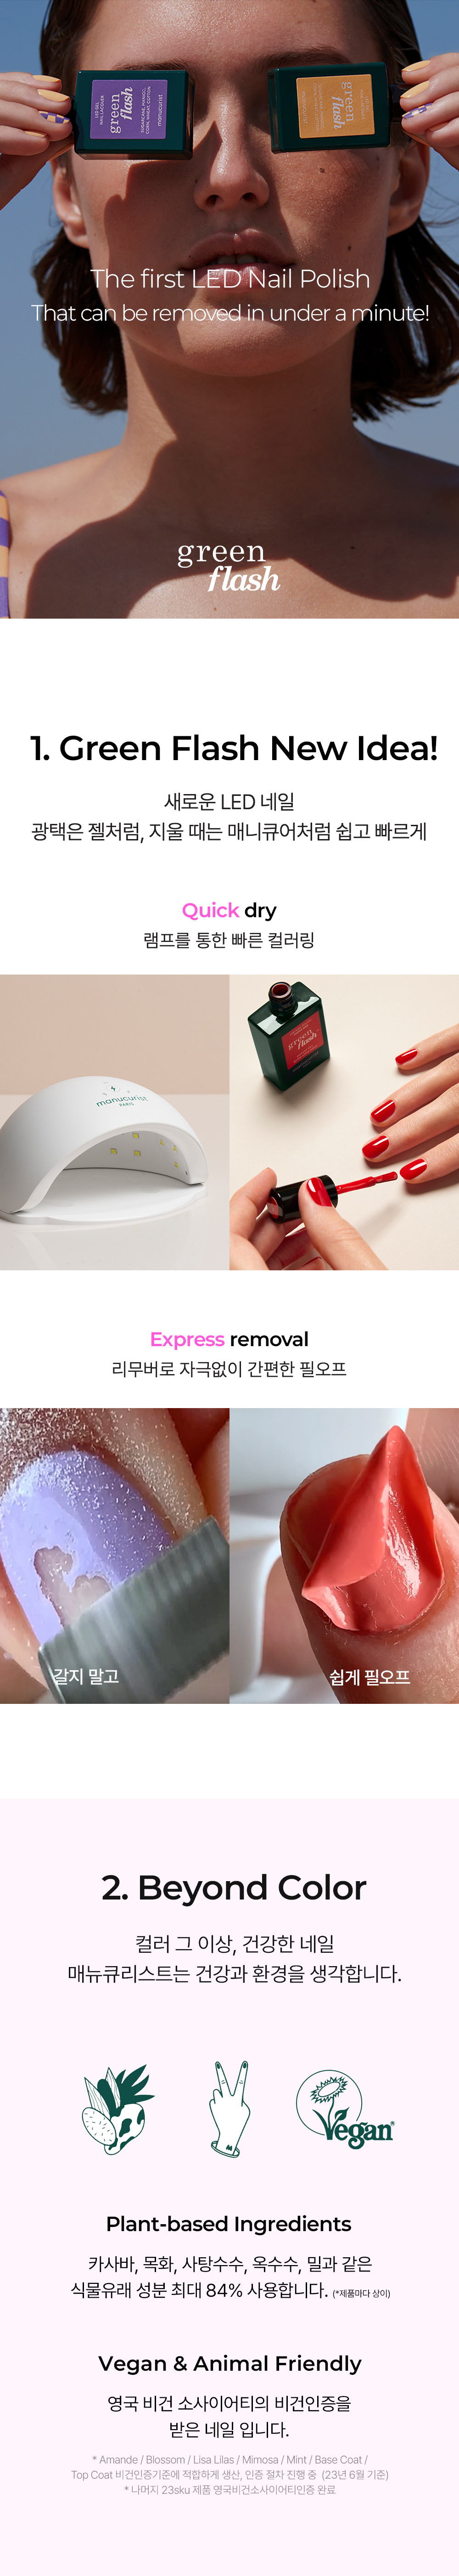 LED GEL
NAIL LACQUER
green
flash
SUGARCANE, MANIOC,
CORN, WHEAT, COTTON
manucurist
green
flash
The first LED Nail Polish
That can be removed in under a minute!
green
flash
1. Green Flash New Idea!
새로운 LED 네일
광택은 젤처럼, 지울 때는 매니큐어처럼 쉽고 빠르게
Quick dry
램프를 통한 빠른 컬러링
manucurist
PARIS
green
flash
Express removal
리무버로 자극없이 간편한 필오프
갈지 말고
쉽게 필오프
2. Beyond Color
컬러 그 이상, 건강한 네일
매뉴큐리스트는 건강과 환경을 생각합니다.
Vegan
Plant-based Ingredients
카사바, 목화, 사탕수수, 옥수수, 밀과 같은
식물유래 성분 최대 84% 사용합니다. (*제품마다 상이)
Vegan & Animal Friendly
영국 비건 소사이어티의 비건인증을
받은 네일 입니다.
* Amande / Blossom / Lisa Lilas / Mimosa / Mint / Base Coat /
Top Coat 비건인증기준에 적합하게 생산, 인증 절차 진행 중 (23년 6월 기준)
* 나머지 23sku 제품 영국비건소사이어티인증 완료